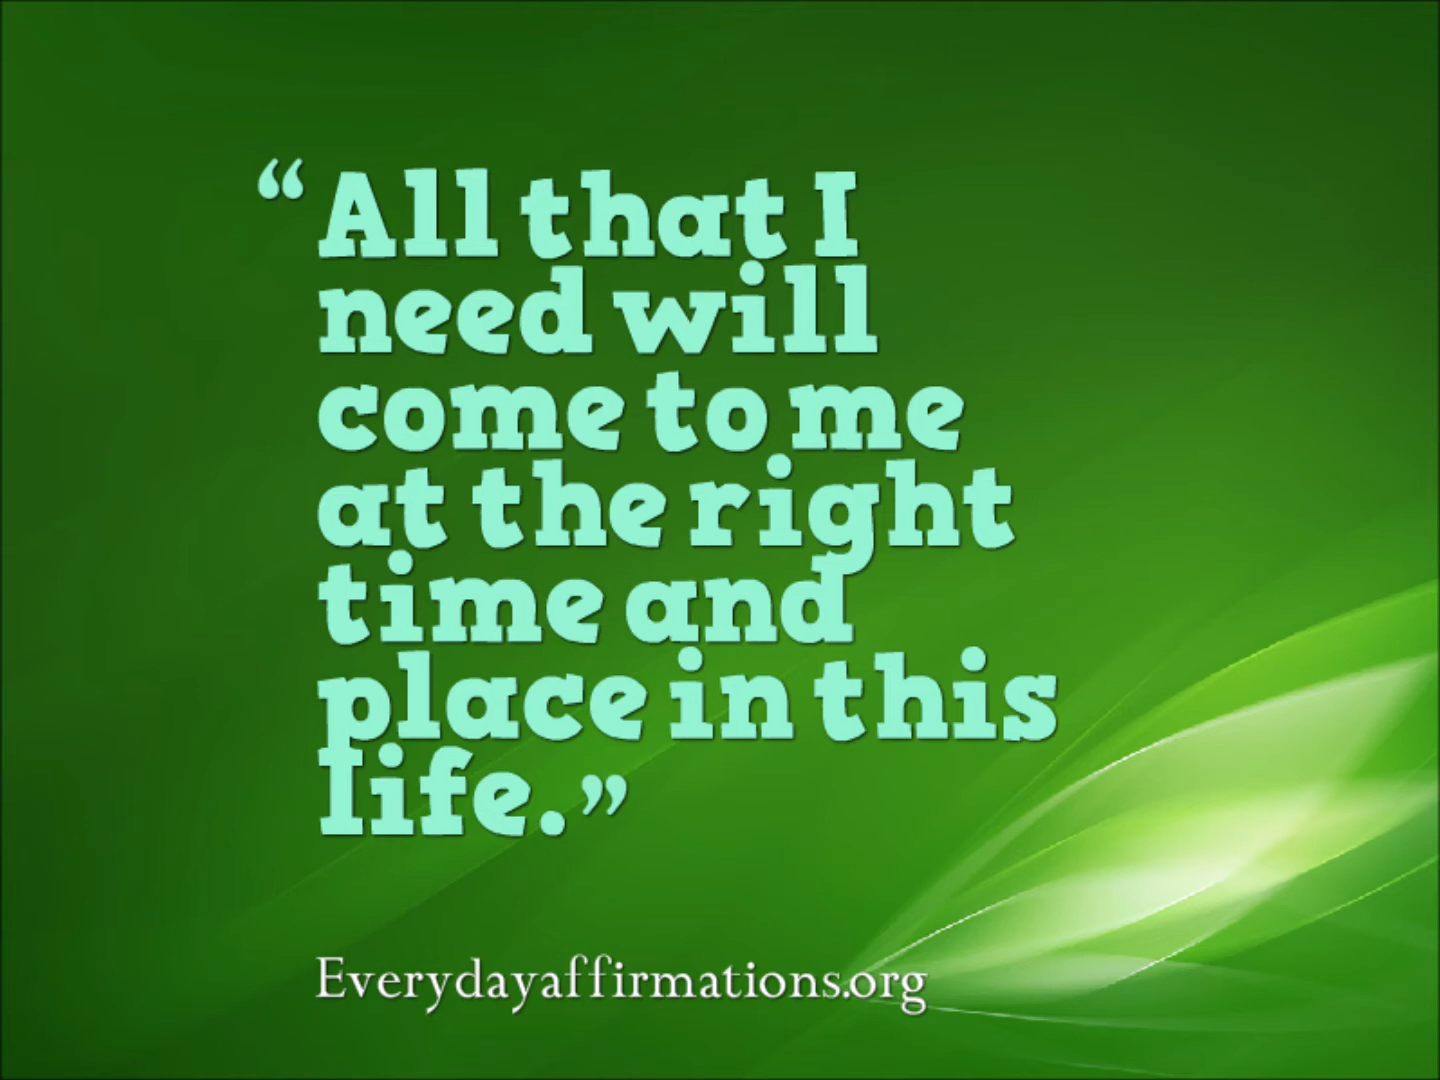 “All that I
need will
come to me
at the right
time and
place in this
life.”
Everydayaffirmations.org